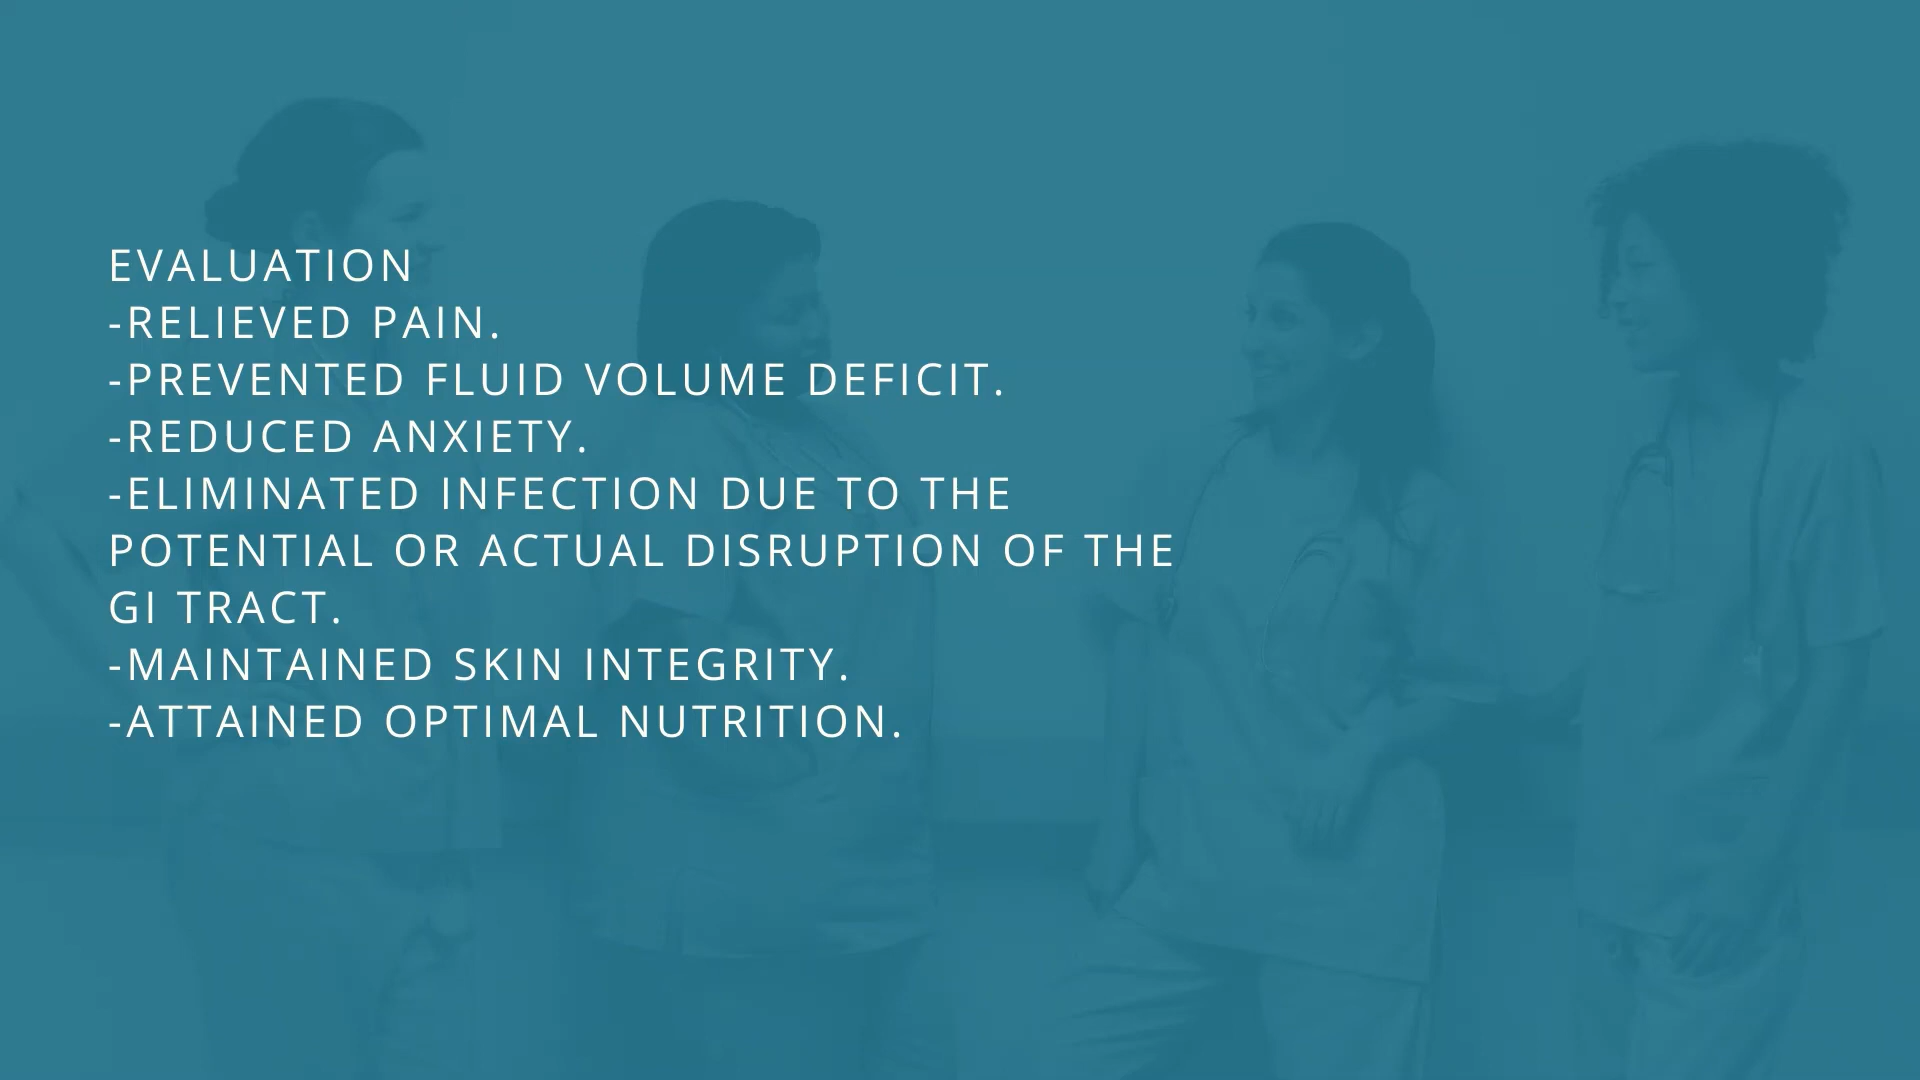 EVALUATION
-RELIEVED PAIN.
-PREVENTED FLUID VOLUME DEFICIT.
-REDUCED ANXIETY.
-ELIMINATED INFECTION DUE TO THE
POTENTIAL OR ACTUAL DISRUPTION OF THE
GI TRACT.
-MAINTAINED SKIN INTEGRITY.
-ATTAINED OPTIMAL NUTRITION.